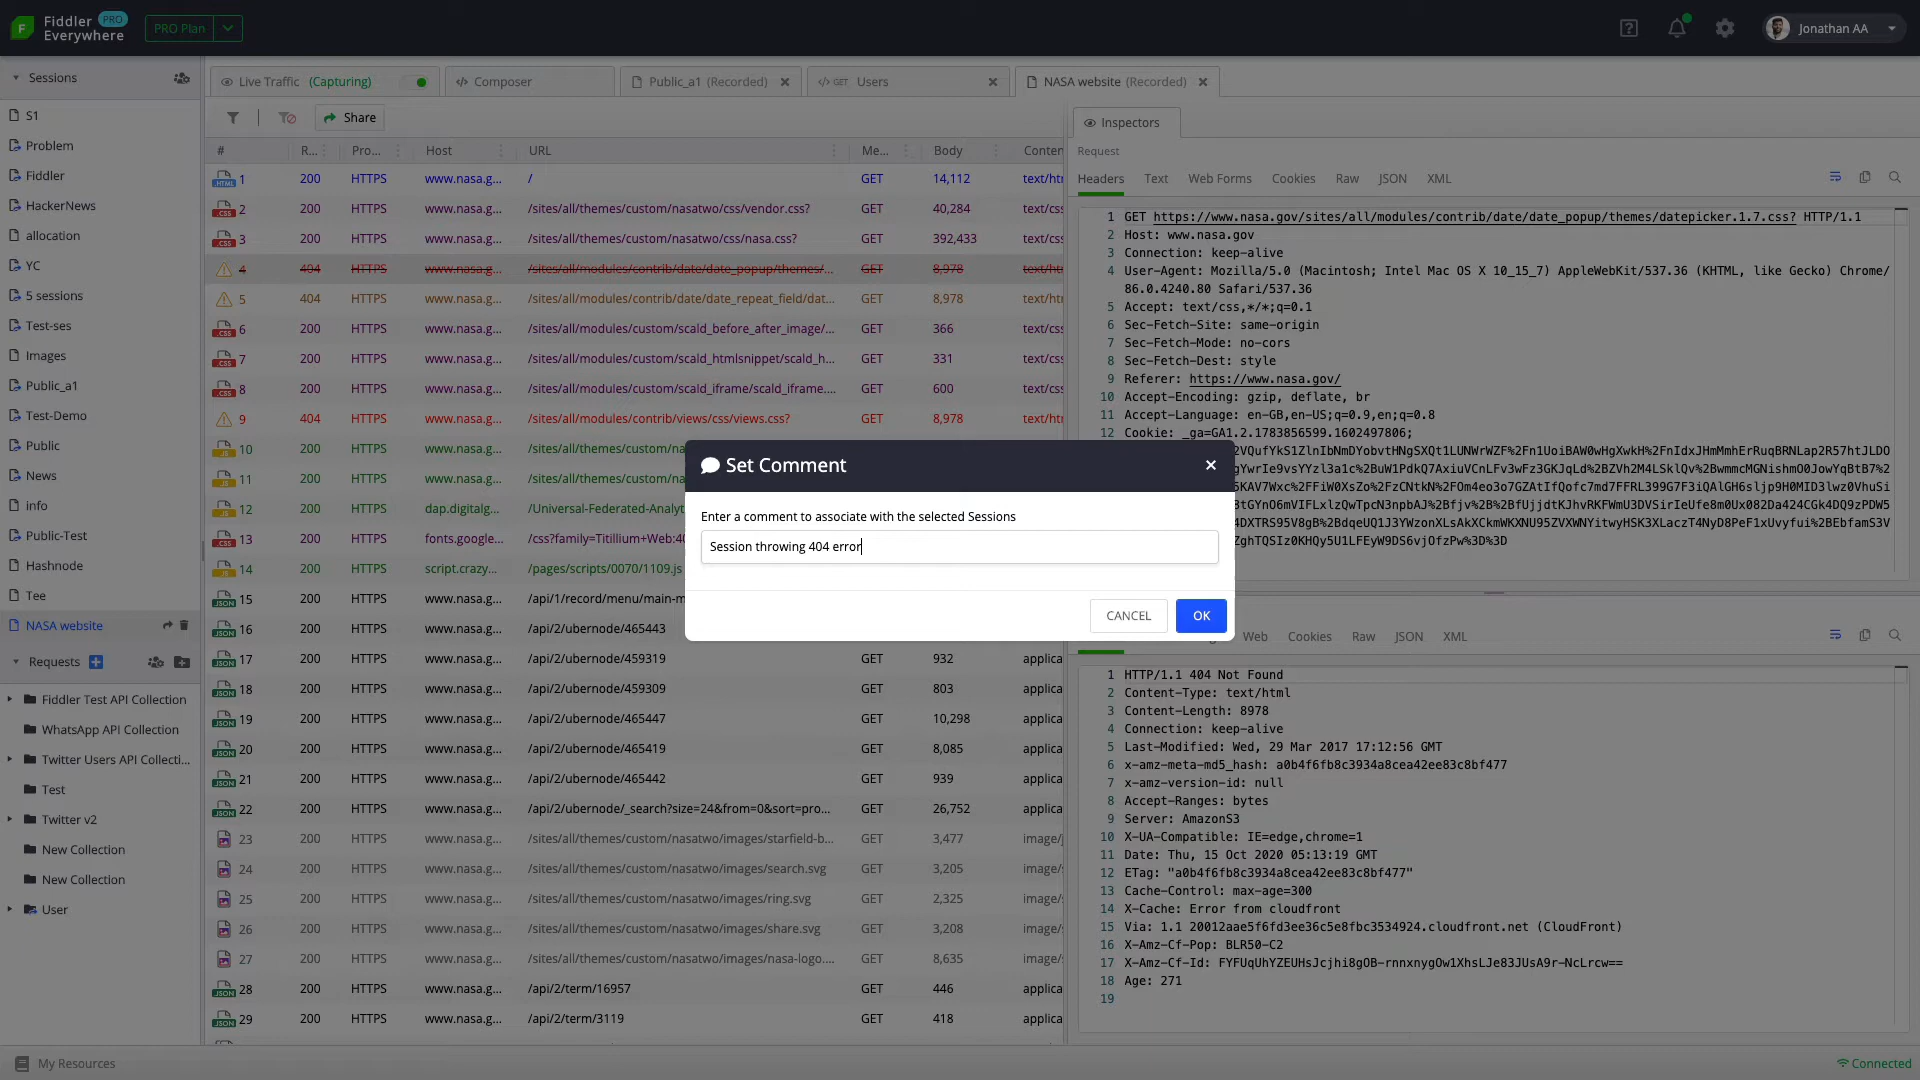 Fiddler PRO
Everywhere
PRO Plan
Jonathan AA
Sessions
S1
Problem
Fiddler
HackerNews
allocation
YC
5 sessions
Test-ses
Images
Public_a1
Test-Demo
Public
News
info
Public-Test
Hashnode
Tee
NASA website
Requests
Fiddler Test API Collection
WhatsApp API Collection
Twitter Users API Collecti...
Test
Twitter v2
New Collection
New Collection
User
My Resources
Live Traffic (Capturing)
Composer
Public_a1 (Recorded)
GET Users
NASA website (Recorded)
Share
# R... Pro... Host URL Me... Body Conten
1 200 HTTPS www.nasa.g... / GET 14,112 text/htm
2 200 HTTPS www.nasa.g... /sites/all/themes/custom/nasatwo/css/vendor.css? GET 40,284 text/css
3 200 HTTPS www.nasa.g... /sites/all/themes/custom/nasatwo/css/nasa.css? GET 392,433 text/css
4 404 HTTPS www.nasa.g... /sites/all/modules/contrib/date/date_popup/themes/... GET 8,978 text/htm
5 404 HTTPS www.nasa.g... /sites/all/modules/contrib/date/date_repeat_field/dat... GET 8,978 text/htm
6 200 HTTPS www.nasa.g... /sites/all/modules/custom/scald_before_after_image/... GET 366 text/css
7 200 HTTPS www.nasa.g... /sites/all/modules/custom/scald_htmlsnippet/scald_h... GET 331 text/css
8 200 HTTPS www.nasa.g... /sites/all/modules/custom/scald_iframe/scald_iframe.... GET 600 text/css
9 404 HTTPS www.nasa.g... /sites/all/modules/contrib/views/css/views.css? GET 8,978 text/htm
10 200 HTTPS www.nasa.g... /sites/all/themes/custom/na
11 200 HTTPS www.nasa.g... /sites/all/themes/custom/na
12 200 HTTPS dap.digitalg... /Universal-Federated-Analyt
13 200 HTTPS fonts.google... /css?family=Titillium+Web:40
14 200 HTTPS script.crazy... /pages/scripts/0070/1109.js
15 200 HTTPS www.nasa.g... /api/1/record/menu/main-m
16 200 HTTPS www.nasa.g... /api/2/ubernode/465443
17 200 HTTPS www.nasa.g... /api/2/ubernode/459319 GET 932 applica
18 200 HTTPS www.nasa.g... /api/2/ubernode/459309 GET 803 applica
19 200 HTTPS www.nasa.g... /api/2/ubernode/465447 GET 10,298 applica
20 200 HTTPS www.nasa.g... /api/2/ubernode/465419 GET 8,085 applica
21 200 HTTPS www.nasa.g... /api/2/ubernode/465442 GET 939 applica
22 200 HTTPS www.nasa.g... /api/2/ubernode/_search?size=24&from=0&sort=pro... GET 26,752 applica
23 200 HTTPS www.nasa.g... /sites/all/themes/custom/nasatwo/images/starfield-b... GET 3,477 image/j
24 200 HTTPS www.nasa.g... /sites/all/themes/custom/nasatwo/images/search.svg GET 3,205 image/s
25 200 HTTPS www.nasa.g... /sites/all/themes/custom/nasatwo/images/ring.svg GET 2,325 image/s
26 200 HTTPS www.nasa.g... /sites/all/themes/custom/nasatwo/images/share.svg GET 3,208 image/s
27 200 HTTPS www.nasa.g... /sites/all/themes/custom/nasatwo/images/nasa-logo.... GET 8,635 image/s
28 200 HTTPS www.nasa.g... /api/2/term/16957 GET 446 applica
29 200 HTTPS www.nasa.g... /api/2/term/3119 GET 418 applica
Set Comment
Enter a comment to associate with the selected Sessions
Session throwing 404 error
CANCEL OK
Inspectors
Request
Headers Text Web Forms Cookies Raw JSON XML
1 GET https://www.nasa.gov/sites/all/modules/contrib/date/date_popup/themes/datepicker.1.7.css? HTTP/1.1
2 Host: www.nasa.gov
3 Connection: keep-alive
4 User-Agent: Mozilla/5.0 (Macintosh; Intel Mac OS X 10_15_7) AppleWebKit/537.36 (KHTML, like Gecko) Chrome/
86.0.4240.80 Safari/537.36
5 Accept: text/css,*/*;q=0.1
6 Sec-Fetch-Site: same-origin
7 Sec-Fetch-Mode: no-cors
8 Sec-Fetch-Dest: style
9 Referer: https://www.nasa.gov/
10 Accept-Encoding: gzip, deflate, br
11 Accept-Language: en-GB,en-US;q=0.9,en;q=0.8
12 Cookie: _ga=GA1.2.1783856599.1602497806;
Web Cookies Raw JSON XML
1 HTTP/1.1 404 Not Found
2 Content-Type: text/html
3 Content-Length: 8978
4 Connection: keep-alive
5 Last-Modified: Wed, 29 Mar 2017 17:12:56 GMT
6 x-amz-meta-md5_hash: a0b4f6fb8c3934a8cea42ee83c8bf477
7 x-amz-version-id: null
8 Accept-Ranges: bytes
9 Server: AmazonS3
10 X-UA-Compatible: IE=edge,chrome=1
11 Date: Thu, 15 Oct 2020 05:13:19 GMT
12 ETag: "a0b4f6fb8c3934a8cea42ee83c8bf477"
13 Cache-Control: max-age=300
14 X-Cache: Error from cloudfront
15 Via: 1.1 20012aae5f6fd3ee36c5e8fbc3534924.cloudfront.net (CloudFront)
16 X-Amz-Cf-Pop: BLR50-C2
17 X-Amz-Cf-Id: FYFUqUhYZEUHsJcjhi8gOB-rnnxnygOw1XhsLJe83JUsA9r-NcLrcw==
18 Age: 271
19
Connected